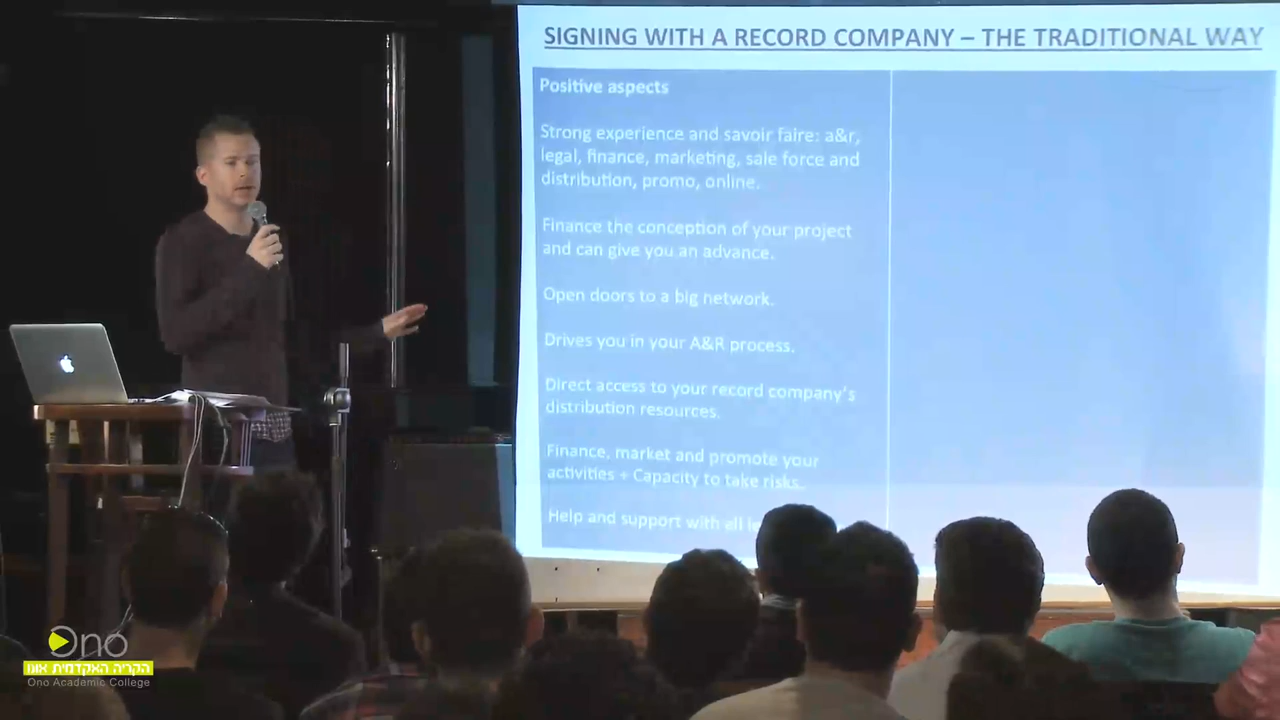 SIGNING WITH A RECORD COMPANY – THE TRADITIONAL WAY
Positive aspects
Strong experience and savoir faire: a&r,
legal, finance, marketing, sale force and
distribution, promo, online.
Finance the conception of your project
and can give you an advance.
Open doors to a big network.
Drives you in your A&R process.
Direct access to your record company's
distribution resources.
Finance, market and promote your
activities + Capacity to take risks.
Help and support with all
Ono
הקריה האקדמית אונו
Ono Academic College